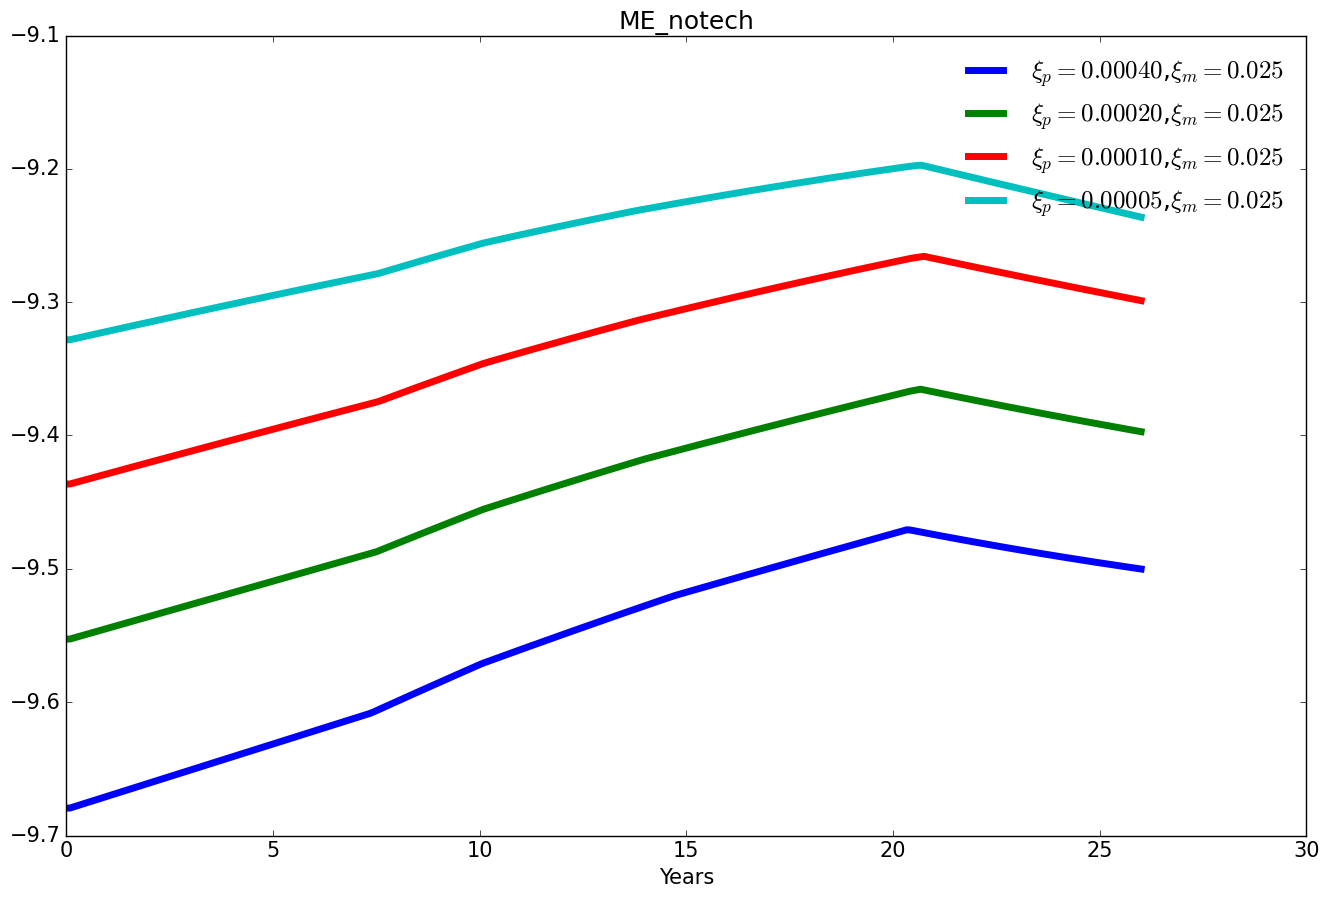 ME_notech
−9.1
−9.2
−9.3
−9.4
−9.5
−9.6
−9.7
ξp = 0.00040,ξm = 0.025
ξp = 0.00020,ξm = 0.025
ξp = 0.00010,ξm = 0.025
ξp = 0.00005,ξm = 0.025
0 5 10 15 20 25 30
Years